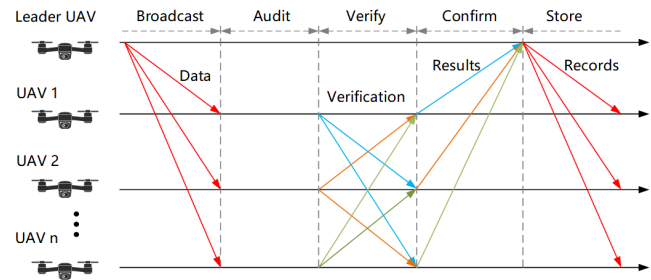 Leader UAV
Broadcast Audit Verify Confirm Store
Data
Results
Records
UAV 1
Verification
UAV 2
UAV n